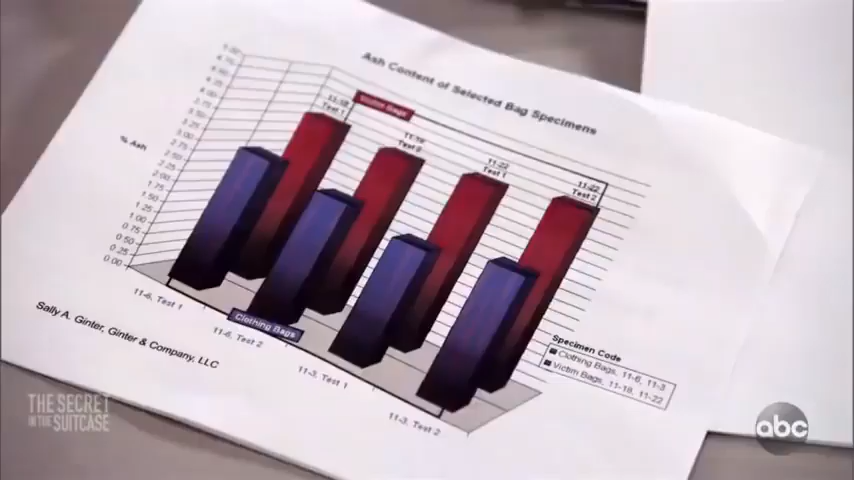 Ash Content of Selected Bag Specimens
Victim Bags
11-18
Test 1
11-18
Test 2
11-22
Test 1
11-22
Test 2
% Ash
4.75
4.50
4.25
4.00
3.75
3.50
3.25
3.00
2.75
2.50
2.25
2.00
1.75
1.50
1.25
1.00
0.75
0.50
0.25
0.00
11-6, Test 1
11-6, Test 2
11-3, Test 1
11-3, Test 2
Clothing Bags
Sally A. Ginter, Ginter & Company, LLC
Specimen Code
Clothing Bags, 11-6, 11-3
Victim Bags, 11-18, 11-22
THE SECRET
IN THE
SUITCASE
abc